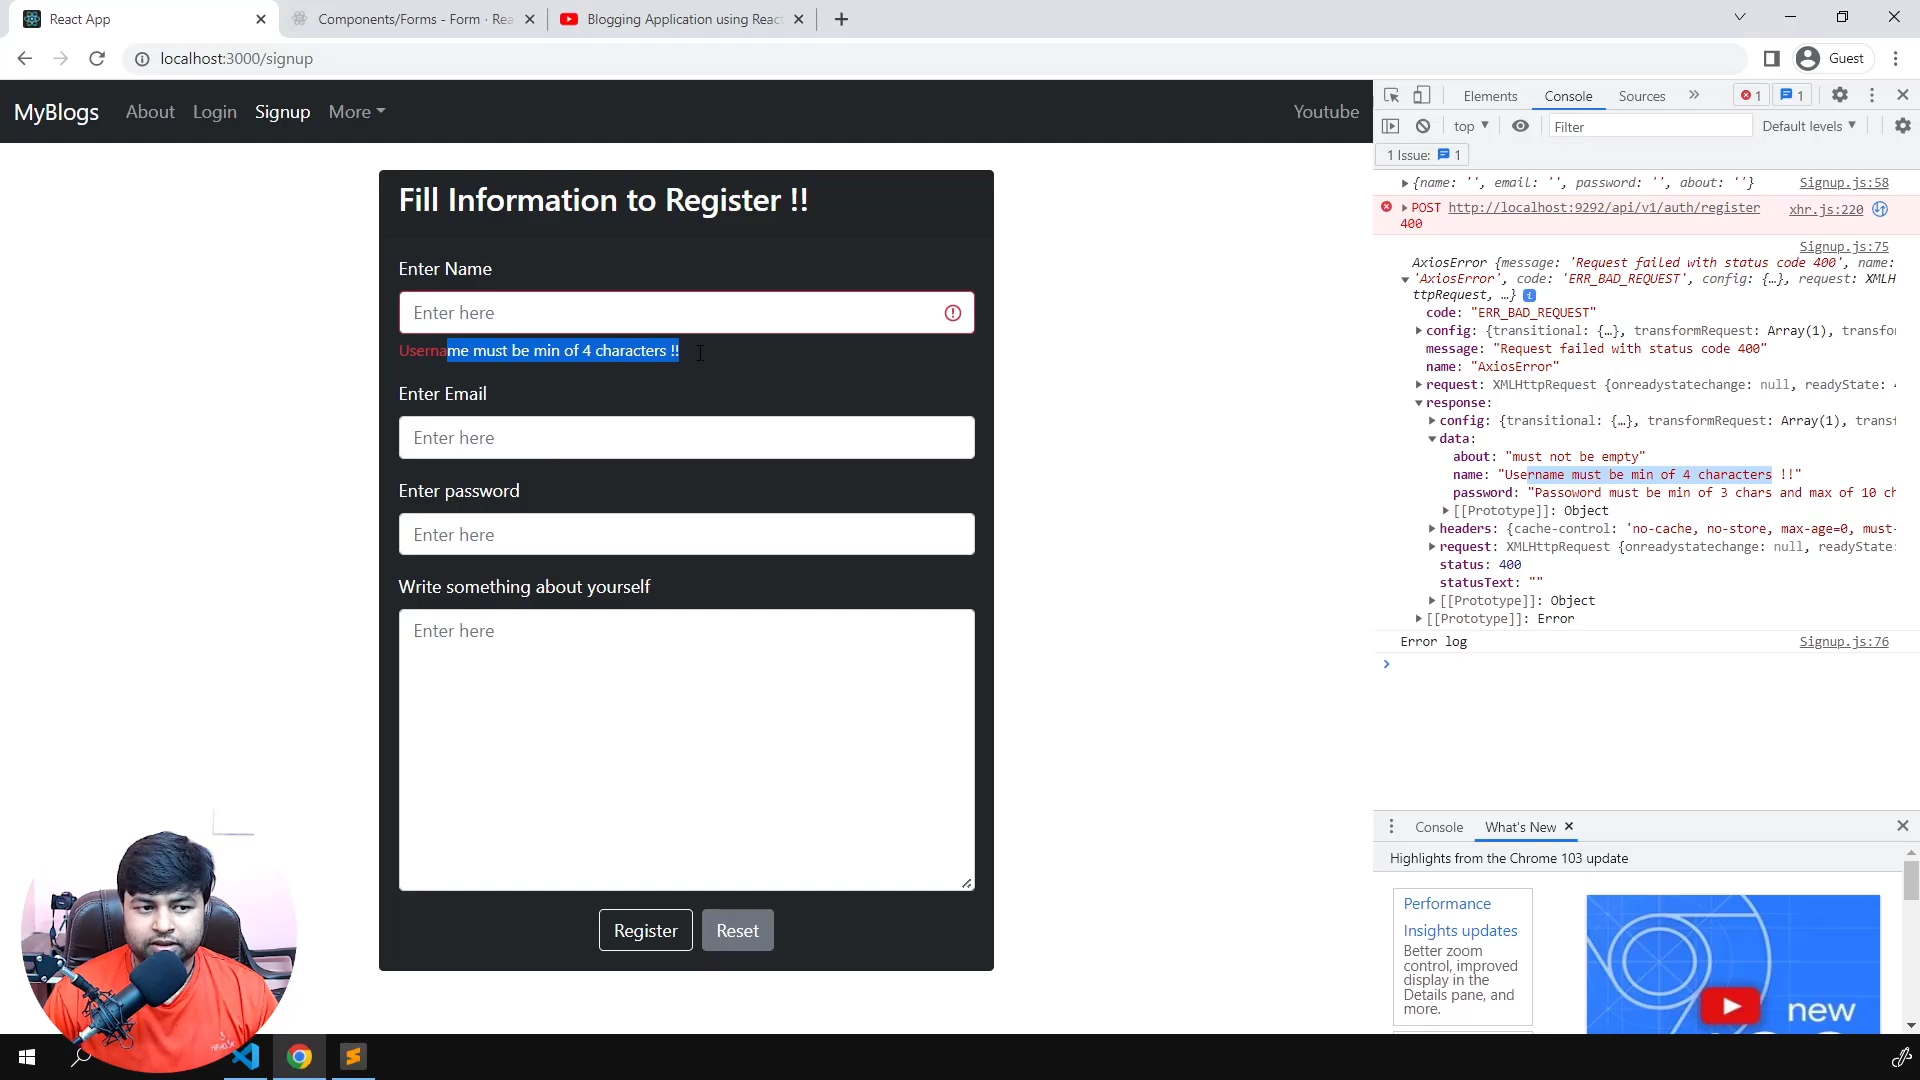 React App
Components/Forms - Form · Rea
Blogging Application using React
localhost:3000/signup
Guest
MyBlogs
About
Login
Signup
More
Youtube
Fill Information to Register !!
Enter Name
Enter here
Username must be min of 4 characters !!
Enter Email
Enter here
Enter password
Enter here
Write something about yourself
Enter here
Register
Reset
Elements
Console
Sources
1
1
top
Filter
Default levels
1 Issue: 1
{name: '', email: '', password: '', about: ''}
Signup.js:58
POST http://localhost:9292/api/v1/auth/register
xhr.js:220
400
Signup.js:75
AxiosError {message: 'Request failed with status code 400', name:
'AxiosError', code: 'ERR_BAD_REQUEST', config: {…}, request: XMLH
ttpRequest, …}
code: "ERR_BAD_REQUEST"
config: {transitional: {…}, transformRequest: Array(1), transfo
message: "Request failed with status code 400"
name: "AxiosError"
request: XMLHttpRequest {onreadystatechange: null, readyState: 4
response:
config: {transitional: {…}, transformRequest: Array(1), transf
data:
about: "must not be empty"
name: "Username must be min of 4 characters !!"
password: "Passoword must be min of 3 chars and max of 10 ch
[[Prototype]]: Object
headers: {cache-control: 'no-cache, no-store, max-age=0, must-
request: XMLHttpRequest {onreadystatechange: null, readyState:
status: 400
statusText: ""
[[Prototype]]: Object
[[Prototype]]: Error
Error log
Signup.js:76
Console
What's New
Highlights from the Chrome 103 update
Performance
Insights updates
Better zoom
control, improved
display in the
Details pane, and
more.
new